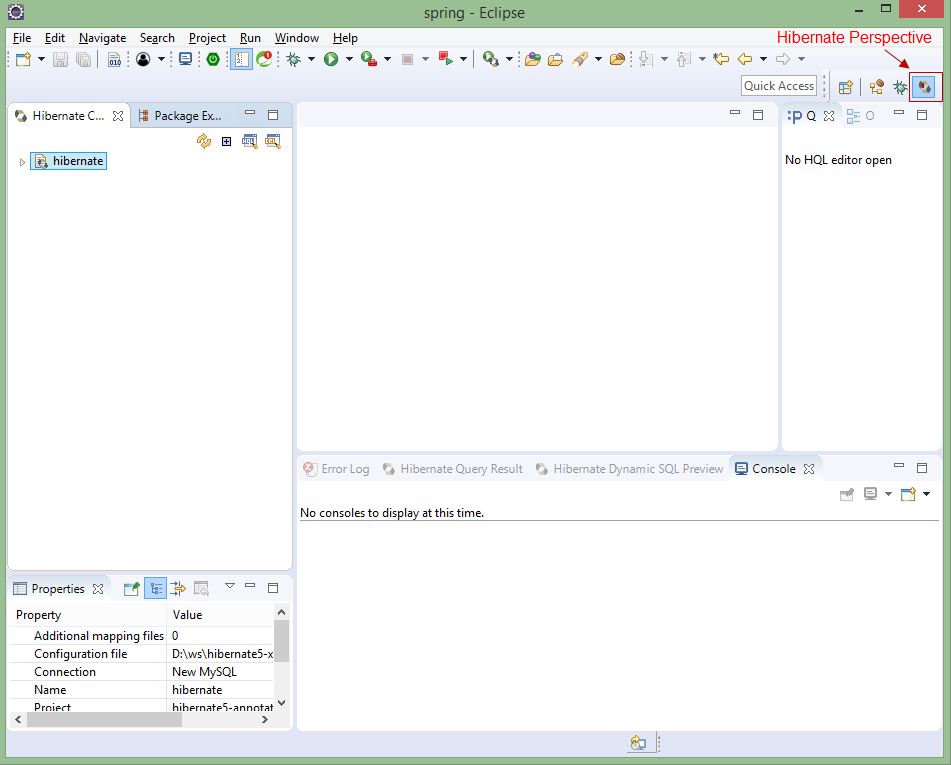 spring - Eclipse
File Edit Navigate Search Project Run Window Help
Hibernate Perspective
010
Quick Access
Hibernate C... Package Ex...
:P Q O
hibernate
No HQL editor open
Error Log Hibernate Query Result Hibernate Dynamic SQL Preview Console
No consoles to display at this time.
Properties
Property Value
Additional mapping files 0
Configuration file D:\ws\hibernate5-x
Connection New MySQL
Name hibernate
Project hibernate5-annotat